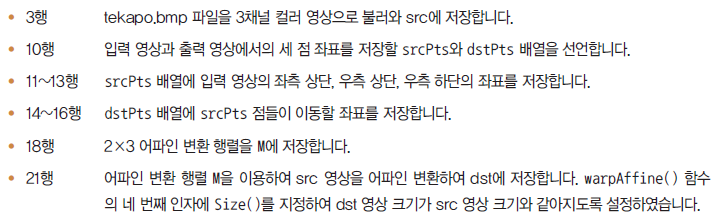 • 3행 tekapo.bmp 파일을 3채널 컬러 영상으로 불러와 src에 저장합니다.
• 10행 입력 영상과 출력 영상에서의 세 점 좌표를 저장할 srcPts와 dstPts 배열을 선언합니다.
• 11~13행 srcPts 배열에 입력 영상의 좌측 상단, 우측 상단, 우측 하단의 좌표를 저장합니다.
• 14~16행 dstPts 배열에 srcPts 점들이 이동할 좌표를 저장합니다.
• 18행 2×3 어파인 변환 행렬을 M에 저장합니다.
• 21행 어파인 변환 행렬 M을 이용하여 src 영상을 어파인 변환하여 dst에 저장합니다. warpAffine() 함수
의 네 번째 인자에 Size()를 지정하여 dst 영상 크기가 src 영상 크기와 같아지도록 설정하였습니다.